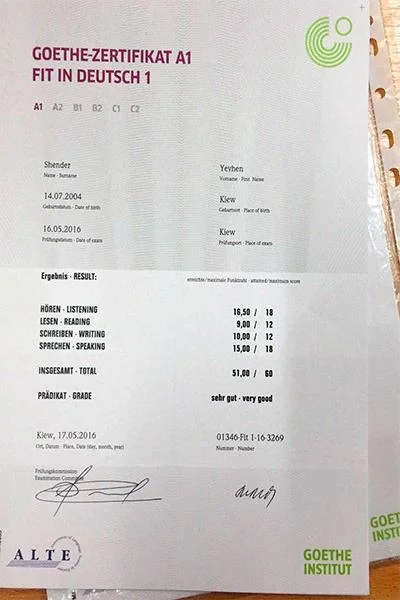 GOETHE-ZERTIFIKAT A1
FIT IN DEUTSCH 1
A1 A2 B1 B2 C1 C2
Shender Yevhen
Name · Surname Vorname · First Name
14.07.2004 Kiew
Geburtsdatum · Date of birth Geburtsort · Place of birth
16.05.2016 Kiew
Prüfungsdatum · Date of exam Prüfungsort · Place of exam
Ergebnis · RESULT: erreichte/maximale Punktzahl · attained/maximum score
HÖREN · LISTENING 16,50 / 18
LESEN · READING 9,00 / 12
SCHREIBEN · WRITING 10,00 / 12
SPRECHEN · SPEAKING 15,00 / 18
INSGESAMT · TOTAL 51,00 / 60
PRÄDIKAT · GRADE sehr gut · very good
Kiew, 17.05.2016 01346-Fit 1-16-3269
Ort, Datum · Place, Date (day, month, year) Nummer · Number
Prüfungskommission
Examination Committee
ALTE
GOETHE
INSTITUT
GOET
INSTI